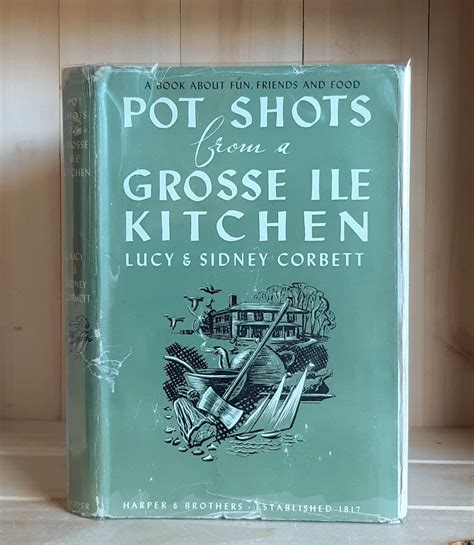 A BOOK ABOUT FUN, FRIENDS AND FOOD
POT SHOTS
from a
GROSSE ILE
KITCHEN
LUCY & SIDNEY CORBETT
HARPER & BROTHERS · ESTABLISHED 1817
POT
SHOTS
GROSSE
ILE
KITCHEN
LUCY
&
SIDNEY
CORBETT